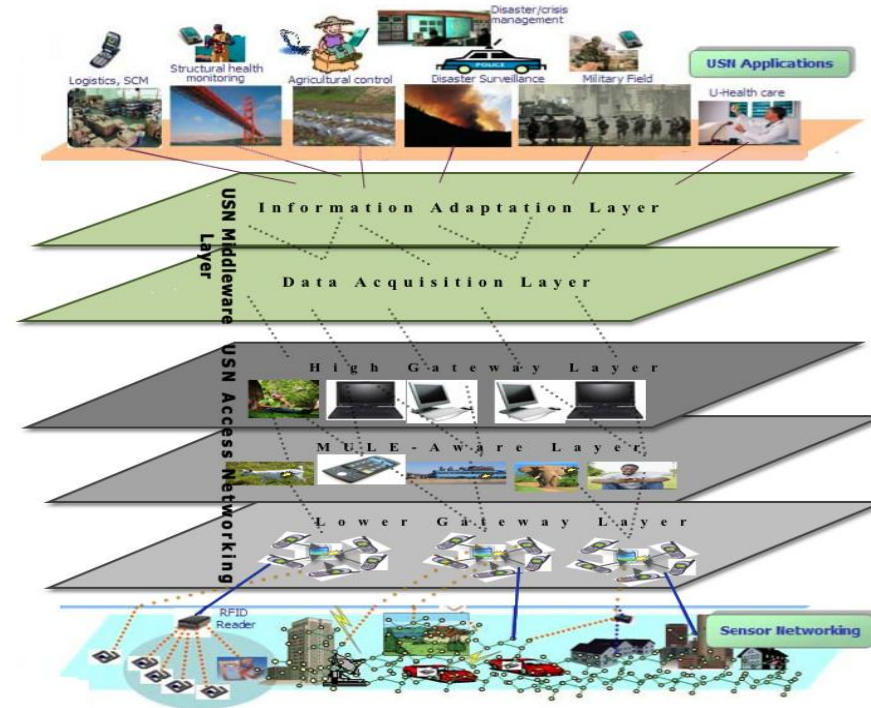 Disaster/crisis
management
USN Applications
Logistics, SCM
Structural health
monitoring
Agricultural control
POLICE
Disaster Surveillance
Military Field
U-Health care
Information Adaptation Layer
USN Middleware
Layer
Data Acquisition Layer
High Gateway Layer
USN Access Networking
MULE-Aware Layer
Lower Gateway Layer
RFID
Reader
Sensor Networking